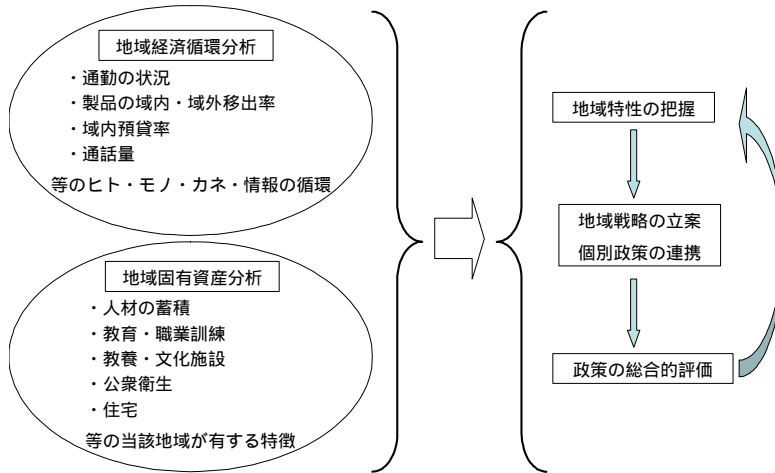 地域経済循環分析
・通勤の状況
・製品の域内・域外移出率
・域内預貸率
・通話量
等のヒト・モノ・カネ・情報の循環
地域固有資産分析
・人材の蓄積
・教育・職業訓練
・教養・文化施設
・公衆衛生
・住宅
等の当該地域が有する特徴
地域特性の把握
地域戦略の立案
個別政策の連携
政策の総合的評価